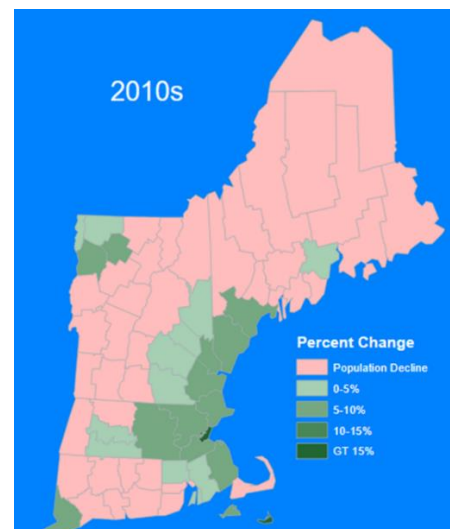 2010s
Percent Change
Population Decline
0-5%
5-10%
10-15%
GT 15%